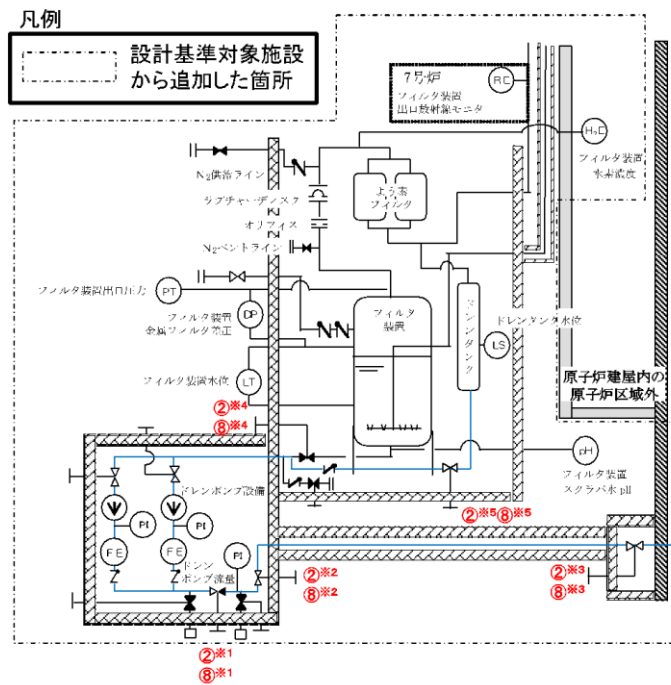 凡例
設計基準対象施設
から追加した箇所
7号炉
フィルタ装置
出口放射線モニタ
RE
H₂E
フィルタ装置
水素濃度
N₂供給ライン
ラプチャーディスク
オリフィス
N₂ベントライン
よう素
フィルタ
フィルタ装置出口圧力
PT
DP
フィルタ装置
金属フィルタ差圧
フィルタ
装置
ドレンタンク
ドレンタンク水位
LS
フィルタ装置水位
LT
原子炉建屋内の
原子炉区域外
②※4
⑧※4
pH
フィルタ装置
スクラバ水pH
ドレンポンプ設備
PI
PI
FE
FE
PI
ドレン
ポンプ流量
②※5⑧※5
②※2
⑧※2
②※3
⑧※3
②※1
⑧※1